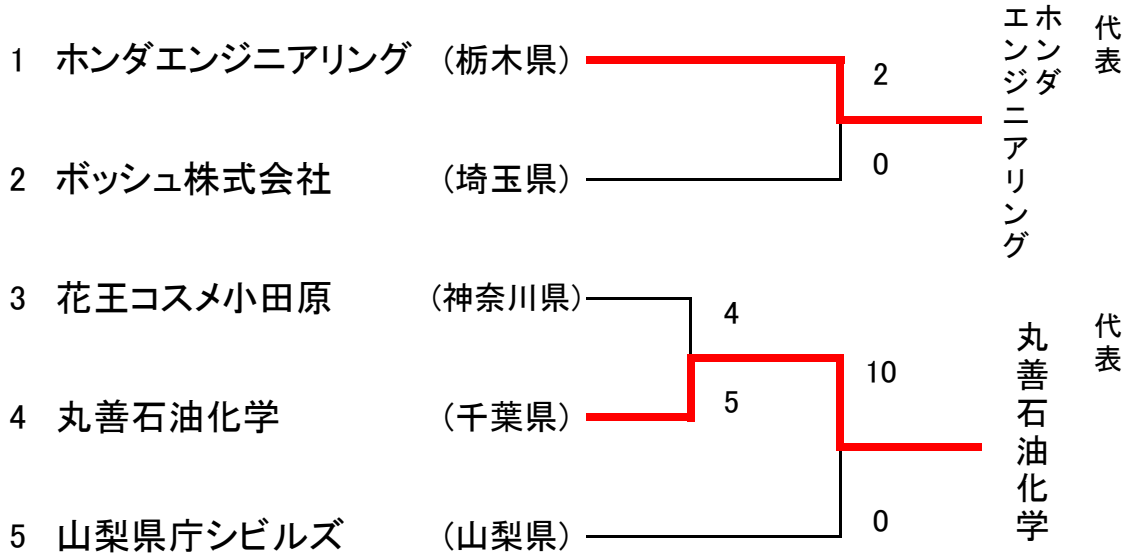 1 ホンダエンジニアリング (栃木県)
2
ホンダ
エンジニアリング
代表
2 ボッシュ株式会社 (埼玉県)
0
3 花王コスメ小田原 (神奈川県)
4
4 丸善石油化学 (千葉県)
5
10
丸善石油化学
代表
5 山梨県庁シビルズ (山梨県)
0